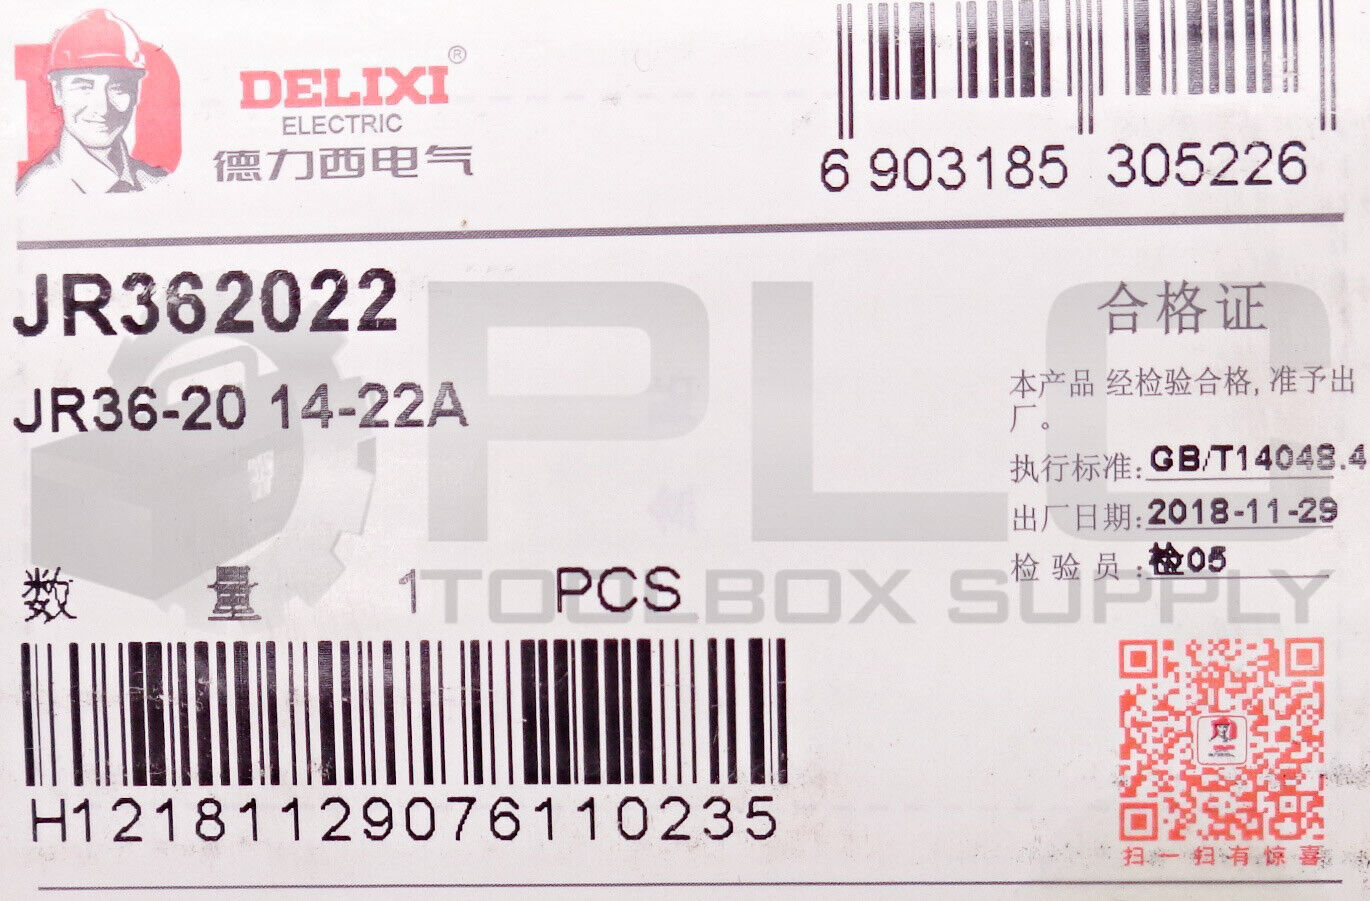 DELIXI®
ELECTRIC
德力西电气
6 903185 305226
JR362022
JR36-20 14-22A
合格证
本产品 经检验合格, 准予出
厂。
执行标准: GB/T14048.4
出厂日期: 2018-11-29
检验员: 检05
数量 1 PCS
PLC
TOOLBOX SUPPLY
H1218112907611 0235
扫一扫有惊喜